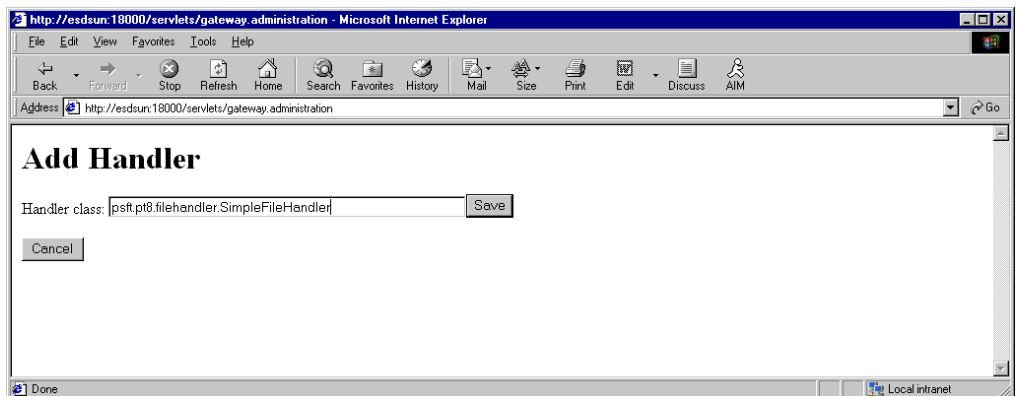 http://esdsun:18000/servlets/gateway.administration - Microsoft Internet Explorer
File Edit View Favorites Tools Help
Back Forward Stop Refresh Home Search Favorites History Mail Size Print Edit Discuss AIM
Address http://esdsun:18000/servlets/gateway.administration Go
Add Handler
Handler class: psft.pt8.filehandler.SimpleFileHandler Save
Cancel
Done Local intranet